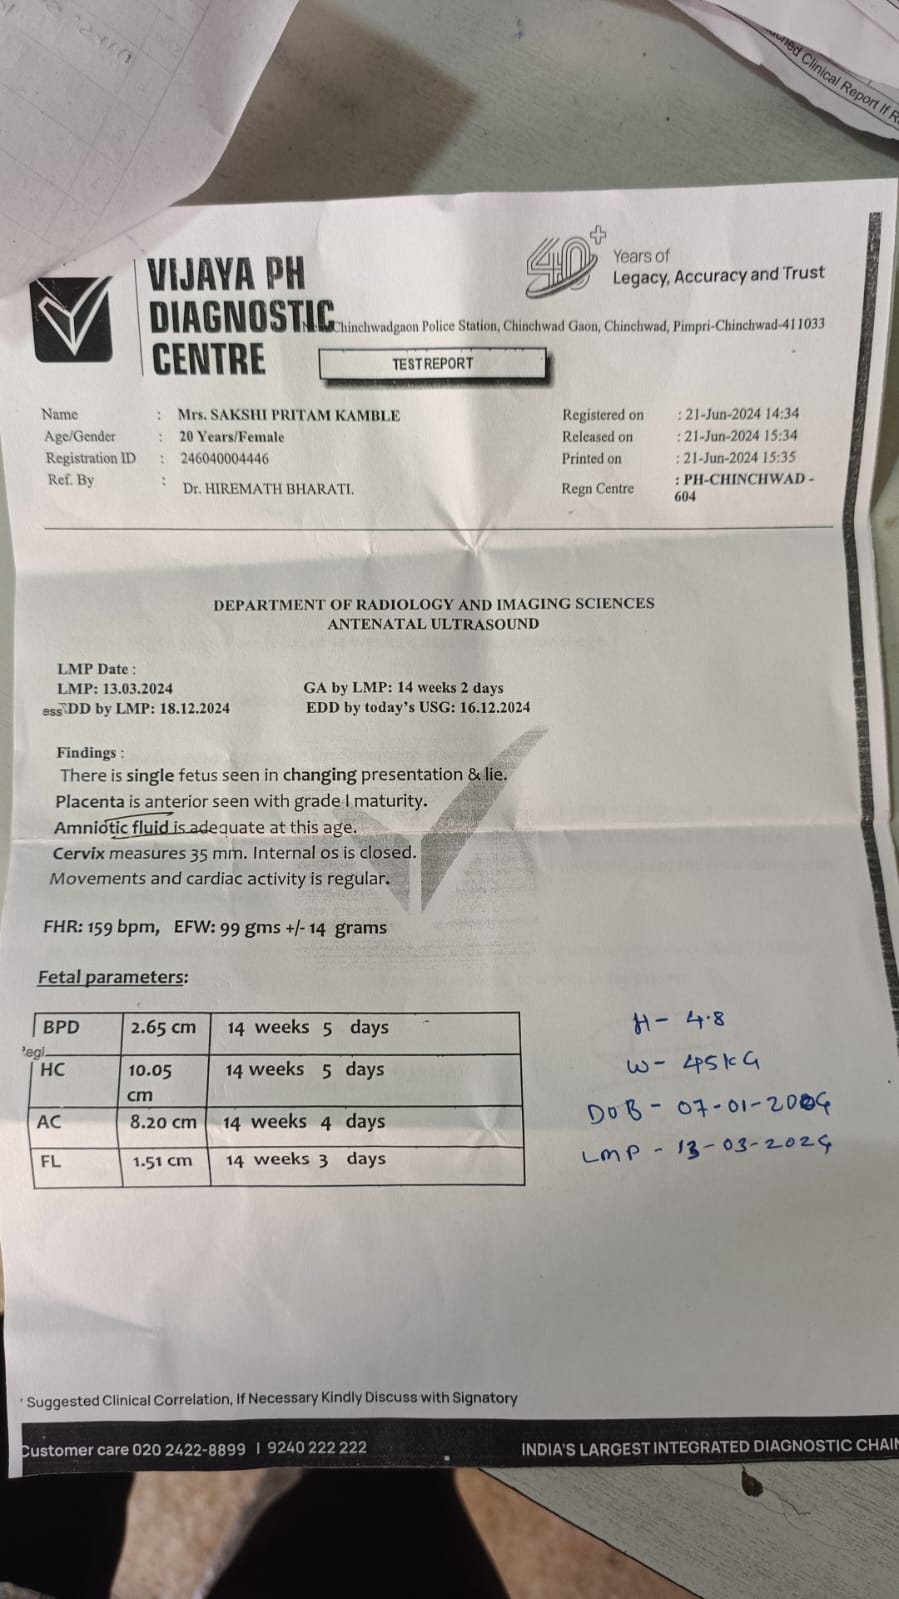 ned Clinical Report If R
VIJAYA PH
DIAGNOSTIC
CENTRE
40+
Years of
Legacy, Accuracy and Trust
Chinchwadgaon Police Station, Chinchwad Gaon, Chinchwad, Pimpri-Chinchwad-411033
TEST REPORT
Name : Mrs. SAKSHI PRITAM KAMBLE
Registered on : 21-Jun-2024 14:34
Age/Gender : 20 Years/Female
Released on : 21-Jun-2024 15:34
Registration ID : 246040004446
Printed on : 21-Jun-2024 15:35
Ref. By : Dr. HIREMATH BHARATI.
Regn Centre : PH-CHINCHWAD - 604
DEPARTMENT OF RADIOLOGY AND IMAGING SCIENCES
ANTENATAL ULTRASOUND
LMP Date :
LMP: 13.03.2024 GA by LMP: 14 weeks 2 days
ess DD by LMP: 18.12.2024 EDD by today's USG: 16.12.2024
Findings :
There is single fetus seen in changing presentation & lie.
Placenta is anterior seen with grade I maturity.
Amniotic fluid is adequate at this age.
Cervix measures 35 mm. Internal os is closed.
Movements and cardiac activity is regular.
FHR: 159 bpm, EFW: 99 gms +/- 14 grams
Fetal parameters:
BPD 2.65 cm 14 weeks 5 days
HC 10.05 cm 14 weeks 5 days
AC 8.20 cm 14 weeks 4 days
FL 1.51 cm 14 weeks 3 days
H - 4.8
W - 45 KG
DOB - 07-01-2004
LMP - 13-03-2024
Suggested Clinical Correlation, If Necessary Kindly Discuss with Signatory
Customer care 020 2422-8899 | 9240 222 222
INDIA'S LARGEST INTEGRATED DIAGNOSTIC CHAIN